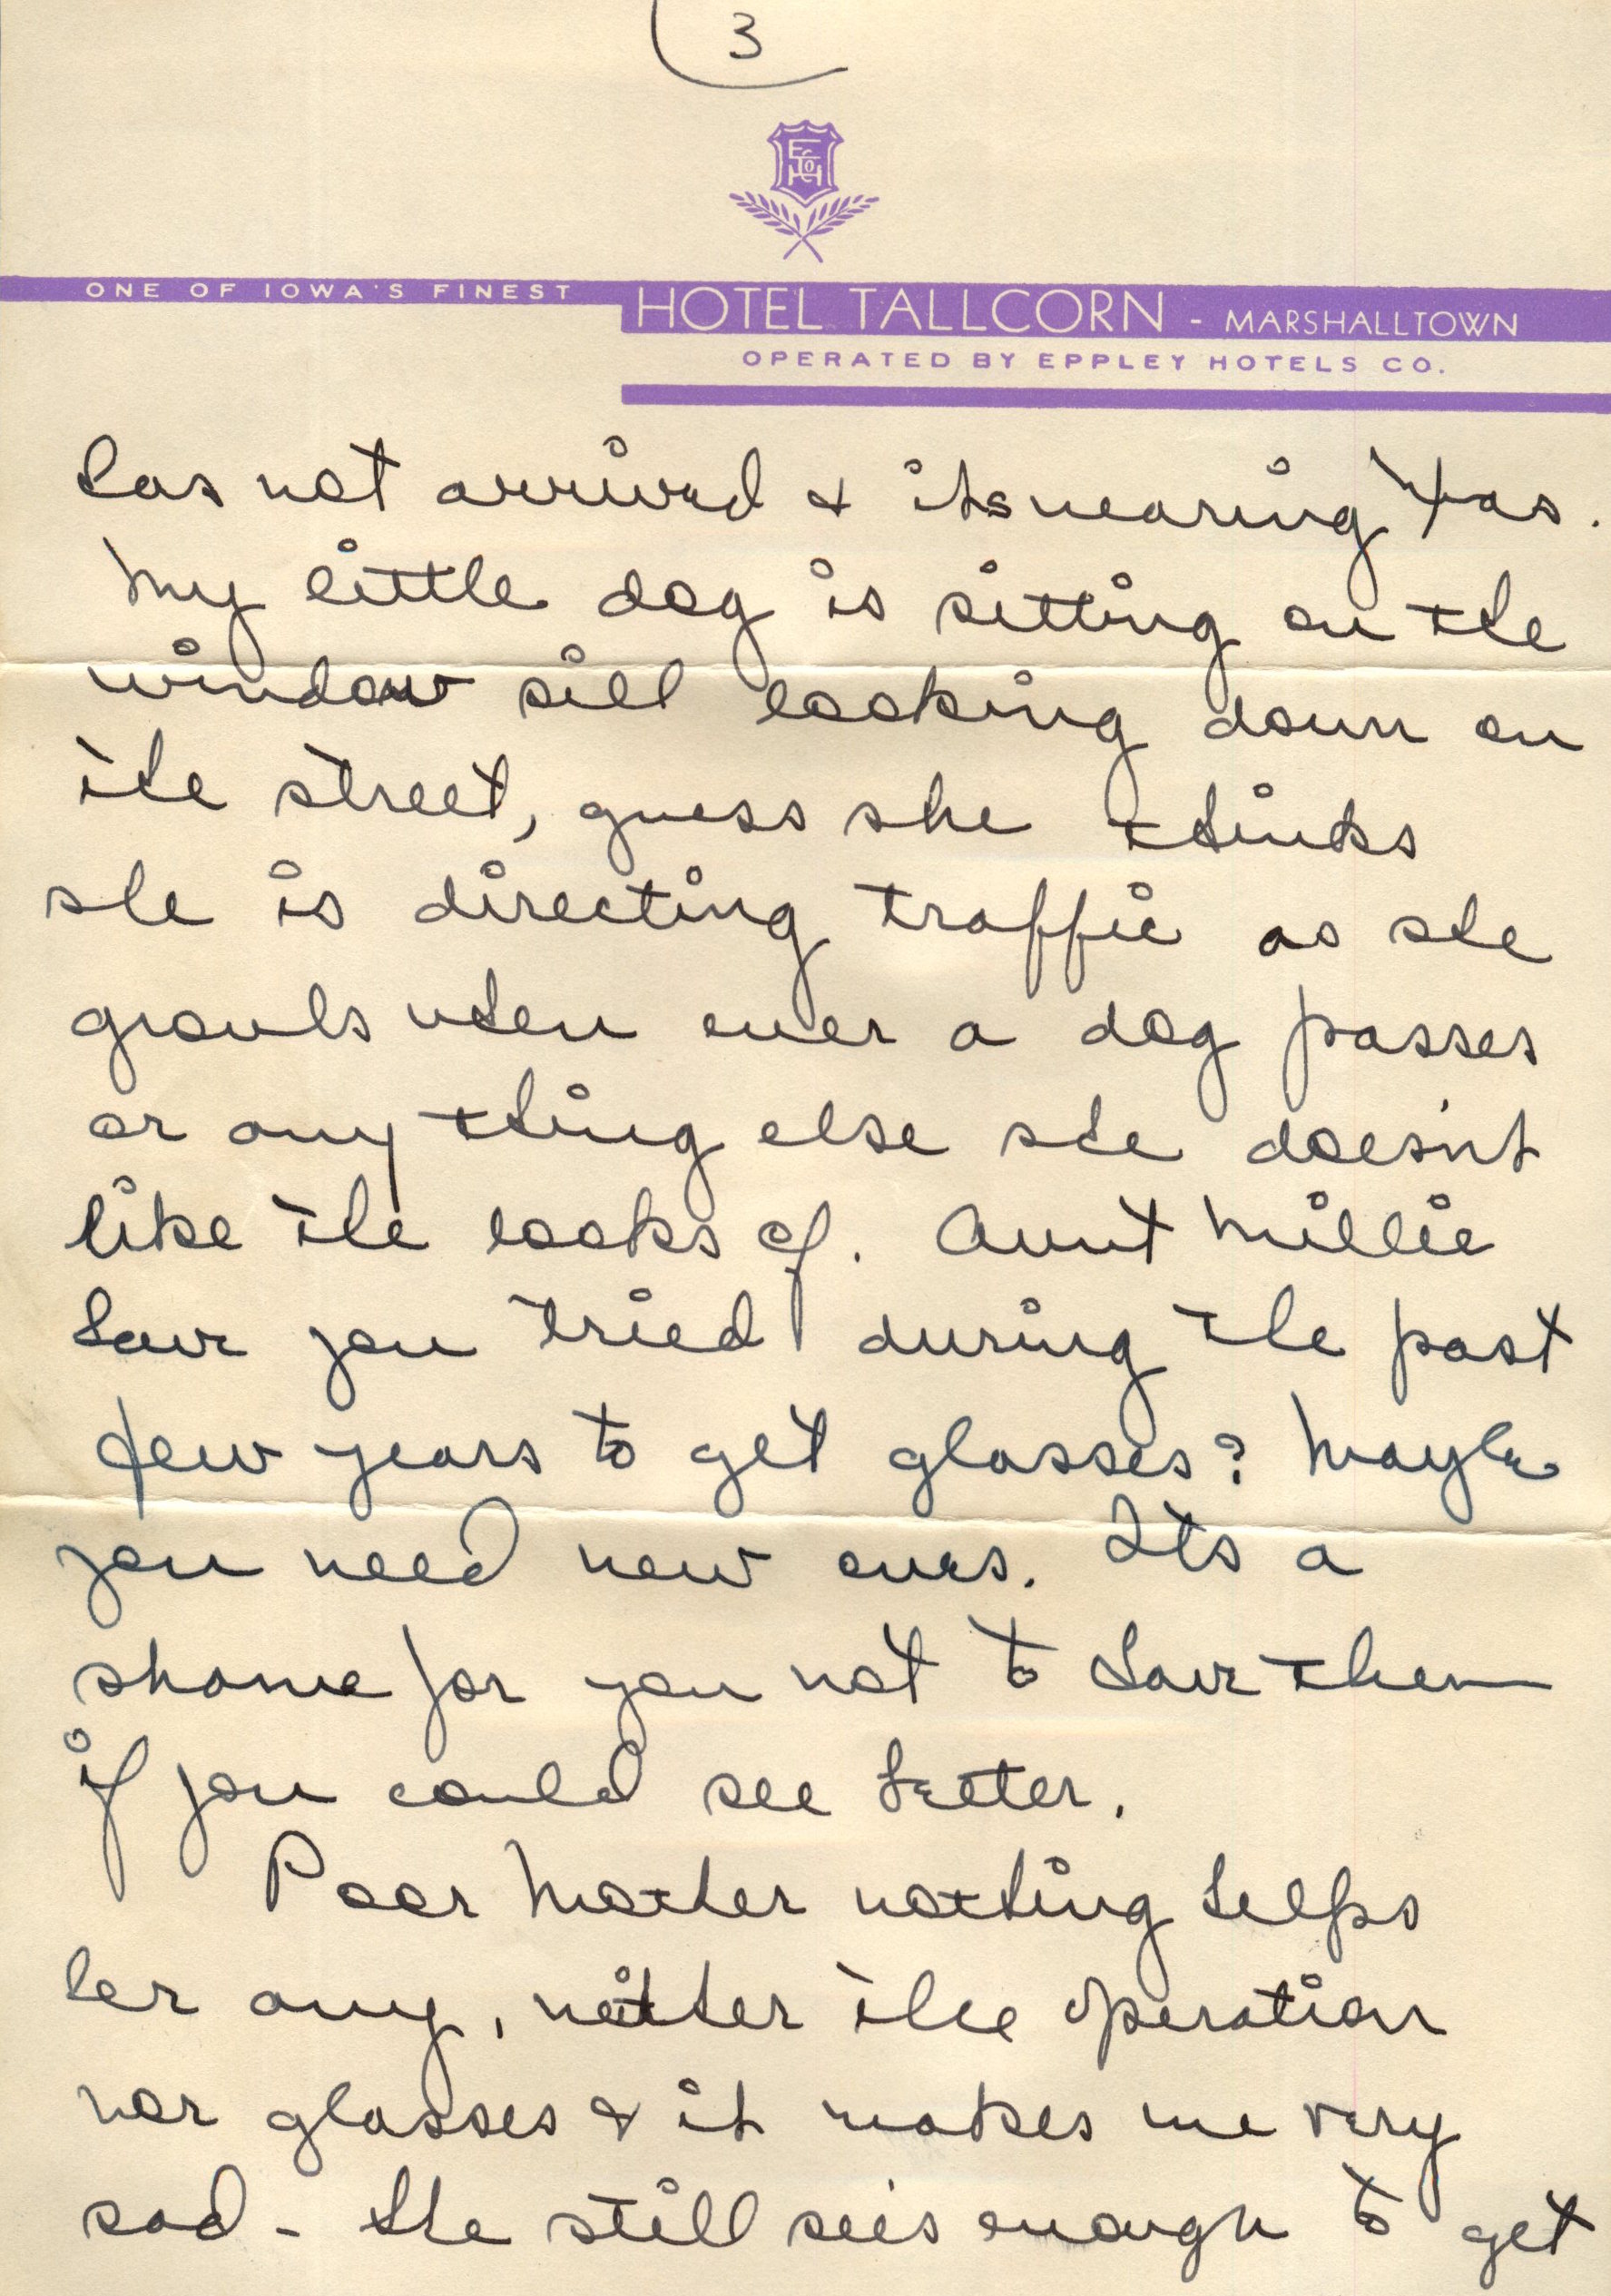 3
E
H Co
ONE OF IOWA'S FINEST
HOTEL TALLCORN - MARSHALLTOWN
OPERATED BY EPPLEY HOTELS CO.
has not arrived & its nearing Xas.
My little dog is sitting on the
window sill looking down on
the street, guess she thinks
she is directing traffic as she
growls when ever a dog passes
or any thing else she does'nt
like the looks of. Aunt Millie
have you tried during the past
few years to get glasses? Maybe
you need new ones. Its a
shame for you not to have them
if you could see better.
Poor Mother nothing helps
her any, neither the operation
nor glasses & it makes me very
sad - She still see's enough to get